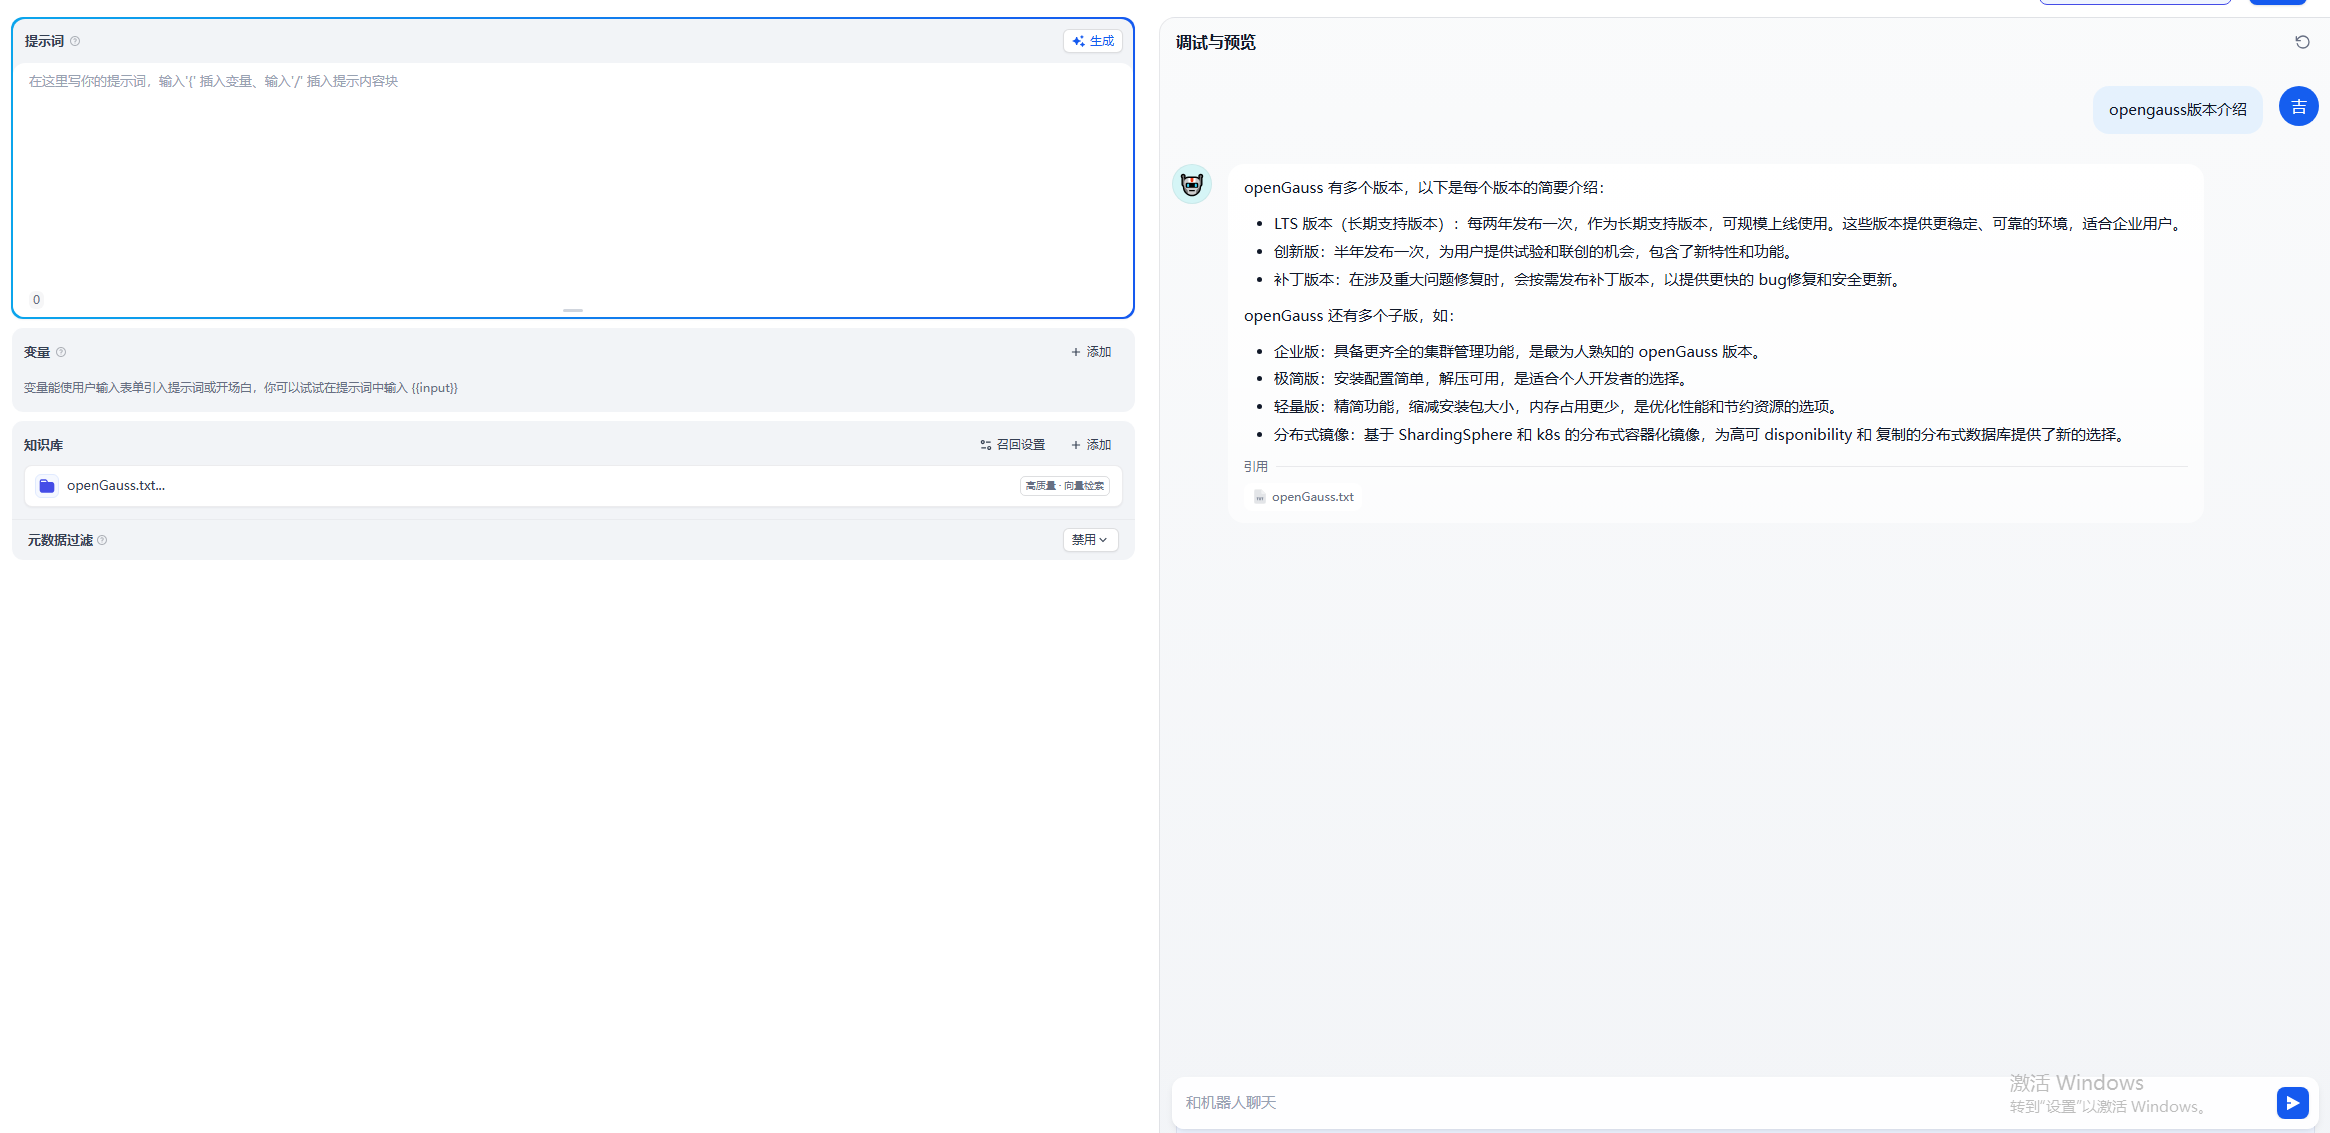 提示词
生成
在这里写你的提示词，输入'{' 插入变量、输入'/' 插入提示内容块
0
变量
添加
变量能使用户输入表单引入提示词或开场白，你可以试试在提示词中输入 {{input}}
知识库
召回设置
添加
openGauss.txt...
高质量 · 向量检索
元数据过滤
禁用
调试与预览
opengauss版本介绍
吉
openGauss 有多个版本，以下是每个版本的简要介绍：
• LTS 版本（长期支持版本）：每两年发布一次，作为长期支持版本，可规模上线使用。这些版本提供更稳定、可靠的环境，适合企业用户。
• 创新版：半年发布一次，为用户提供试验和联创的机会，包含了新特性和功能。
• 补丁版本：在涉及重大问题修复时，会按需发布补丁版本，以提供更快的 bug修复和安全更新。
openGauss 还有多个子版，如：
• 企业版：具备更齐全的集群管理功能，是最为人熟知的 openGauss 版本。
• 极简版：安装配置简单，解压可用，是适合个人开发者的选择。
• 轻量版：精简功能，缩减安装包大小，内存占用更少，是优化性能和节约资源的选项。
• 分布式镜像：基于 ShardingSphere 和 k8s 的分布式容器化镜像，为高可 disponibility 和 复制的分布式数据库提供了新的选择。
引用
openGauss.txt
和机器人聊天
激活 Windows
转到"设置"以激活 Windows。